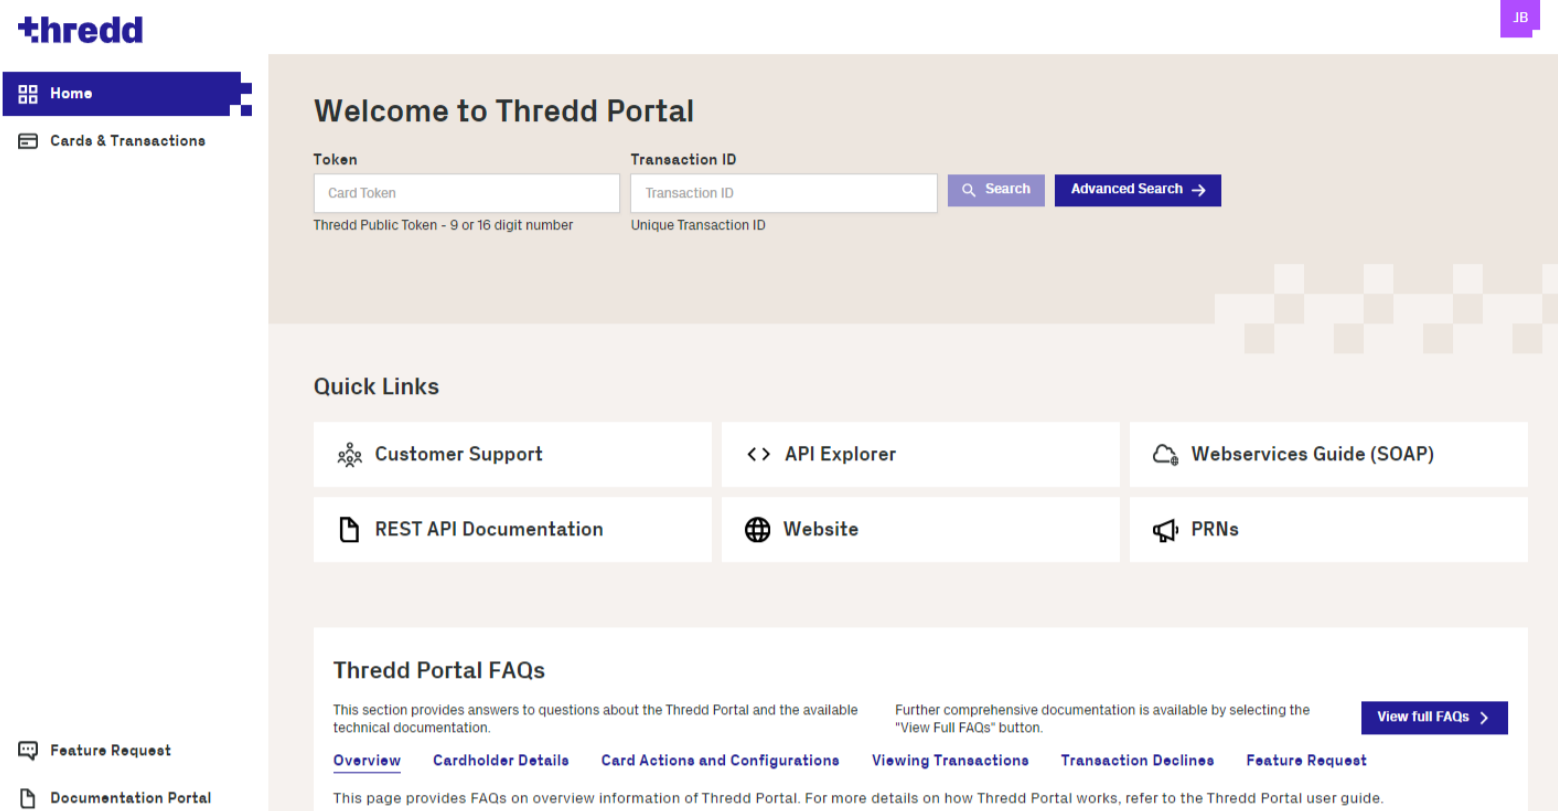 thredd
JB
Home
Cards & Transactions
Welcome to Thredd Portal
Token
Transaction ID
Card Token
Transaction ID
Search
Advanced Search
Thredd Public Token - 9 or 16 digit number
Unique Transaction ID
Quick Links
Customer Support
API Explorer
Webservices Guide (SOAP)
REST API Documentation
Website
PRNs
Thredd Portal FAQs
This section provides answers to questions about the Thredd Portal and the available
technical documentation.
Further comprehensive documentation is available by selecting the
"View Full FAQs" button.
View full FAQs
Overview
Cardholder Details
Card Actions and Configurations
Viewing Transactions
Transaction Declines
Feature Request
This page provides FAQs on overview information of Thredd Portal. For more details on how Thredd Portal works, refer to the Thredd Portal user guide.
Feature Request
Documentation Portal